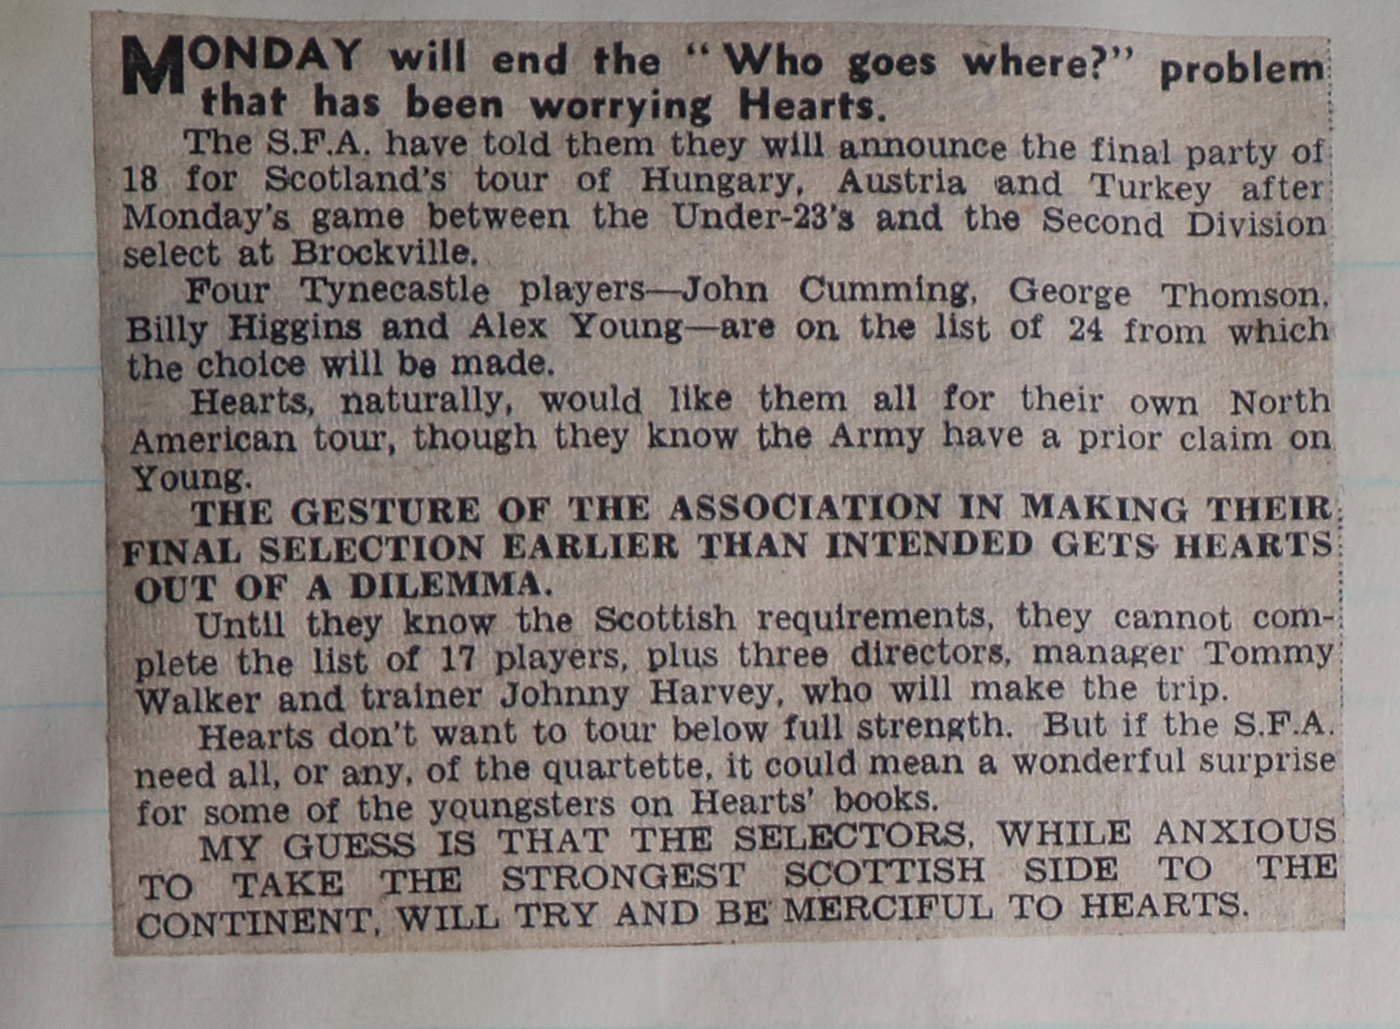 MONDAY will end the "Who goes where?" problem
that has been worrying Hearts.
The S.F.A. have told them they will announce the final party of
18 for Scotland's tour of Hungary, Austria and Turkey after
Monday's game between the Under-23's and the Second Division
select at Brockville.
Four Tynecastle players—John Cumming, George Thomson,
Billy Higgins and Alex Young—are on the list of 24 from which
the choice will be made.
Hearts, naturally, would like them all for their own North
American tour, though they know the Army have a prior claim on
Young.
THE GESTURE OF THE ASSOCIATION IN MAKING THEIR
FINAL SELECTION EARLIER THAN INTENDED GETS HEARTS
OUT OF A DILEMMA.
Until they know the Scottish requirements, they cannot com-
plete the list of 17 players, plus three directors, manager Tommy
Walker and trainer Johnny Harvey, who will make the trip.
Hearts don't want to tour below full strength. But if the S.F.A.
need all, or any, of the quartette, it could mean a wonderful surprise
for some of the youngsters on Hearts' books.
MY GUESS IS THAT THE SELECTORS, WHILE ANXIOUS
TO TAKE THE STRONGEST SCOTTISH SIDE TO THE
CONTINENT, WILL TRY AND BE MERCIFUL TO HEARTS.